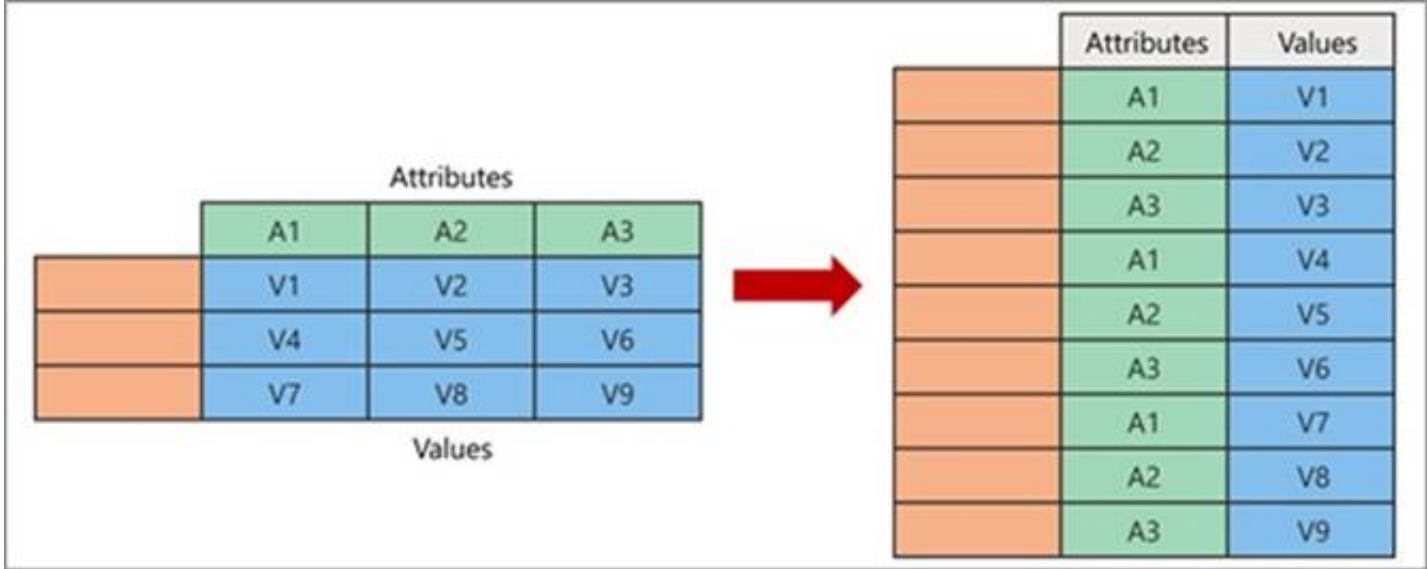 Attributes
A1 A2 A3
V1 V2 V3
V4 V5 V6
V7 V8 V9
Values
Attributes Values
A1 V1
A2 V2
A3 V3
A1 V4
A2 V5
A3 V6
A1 V7
A2 V8
A3 V9